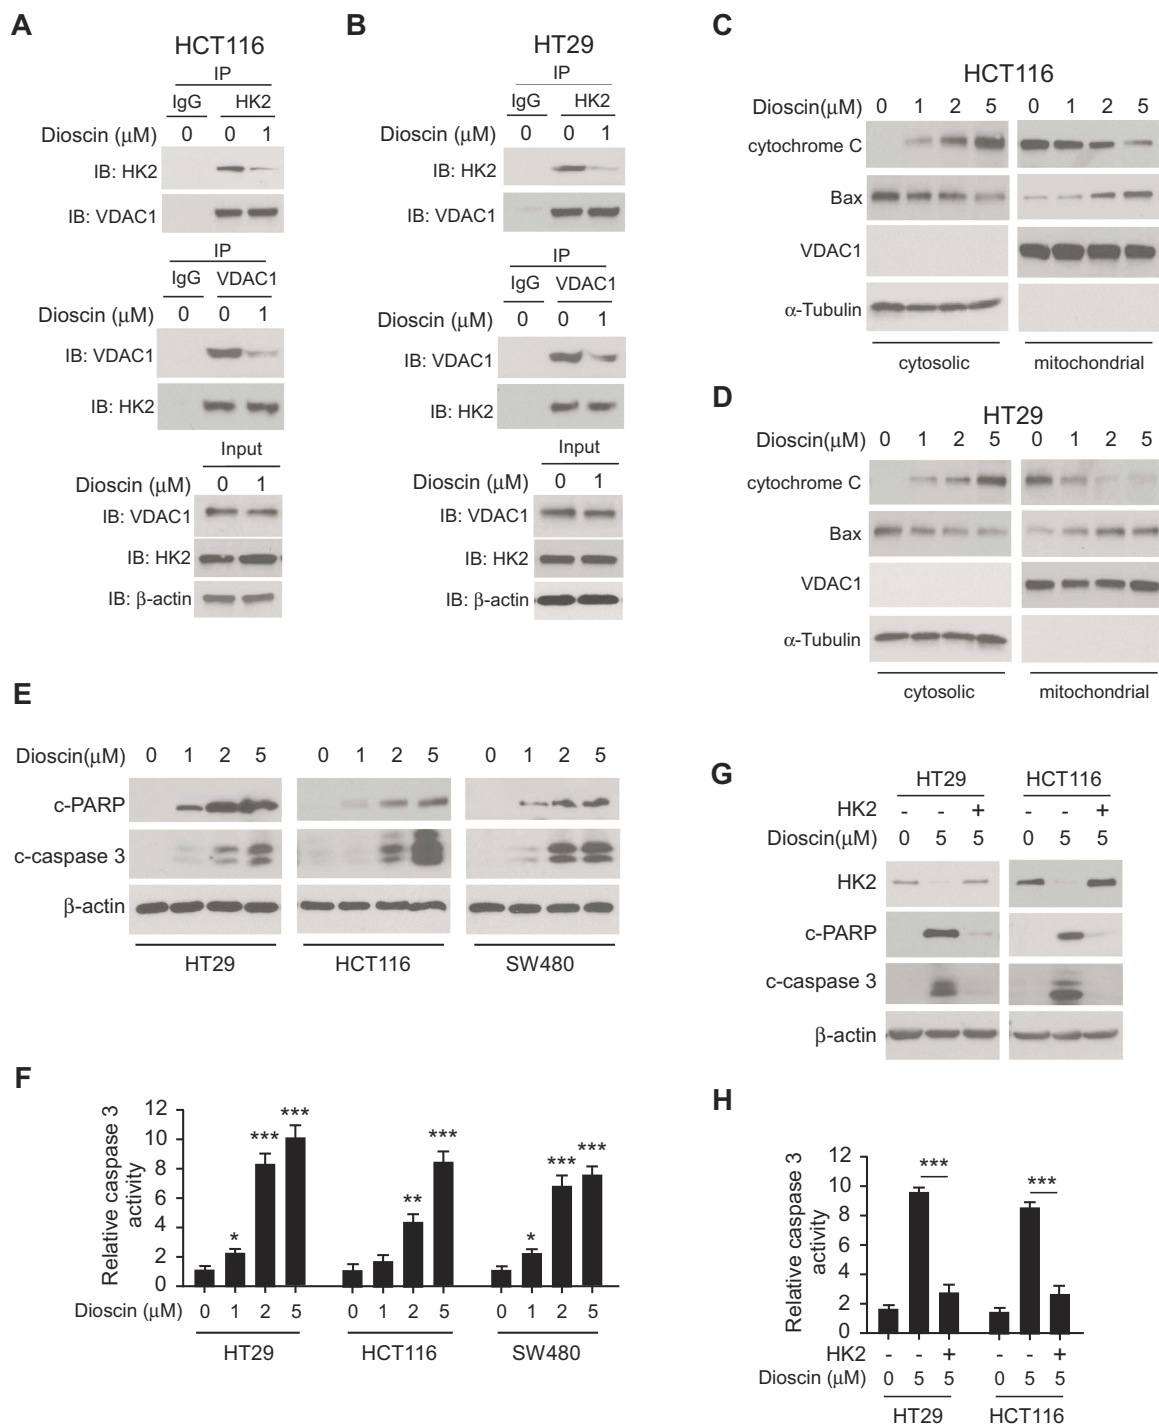 A
HCT116
IP
IgG HK2
Dioscin (μM) 0 0 1
IB: HK2
IB: VDAC1
IP
IgG VDAC1
Dioscin (μM) 0 0 1
IB: VDAC1
IB: HK2
Input
Dioscin (μM) 0 1
IB: VDAC1
IB: HK2
IB: β-actin
B
HT29
IP
IgG HK2
Dioscin (μM) 0 0 1
IB: HK2
IB: VDAC1
IP
IgG VDAC1
Dioscin (μM) 0 0 1
IB: VDAC1
IB: HK2
Input
Dioscin (μM) 0 1
IB: VDAC1
IB: HK2
IB: β-actin
C
HCT116
Dioscin(μM) 0 1 2 5 0 1 2 5
cytochrome C
Bax
VDAC1
α-Tubulin
cytosolic mitochondrial
D
HT29
Dioscin(μM) 0 1 2 5 0 1 2 5
cytochrome C
Bax
VDAC1
α-Tubulin
cytosolic mitochondrial
E
Dioscin(μM) 0 1 2 5 0 1 2 5 0 1 2 5
c-PARP
c-caspase 3
β-actin
HT29 HCT116 SW480
F
Relative caspase 3
activity
12
10
8
6
4
2
0
* *** *** ** *** * *** ***
Dioscin (μM) 0 1 2 5 0 1 2 5 0 1 2 5
HT29 HCT116 SW480
G
HT29 HCT116
HK2 - - + - - +
Dioscin(μM) 0 5 5 0 5 5
HK2
c-PARP
c-caspase 3
β-actin
H
Relative caspase 3
activity
12
10
8
6
4
2
0
*** ***
HK2 - - + - - +
Dioscin (μM) 0 5 5 0 5 5
HT29 HCT116